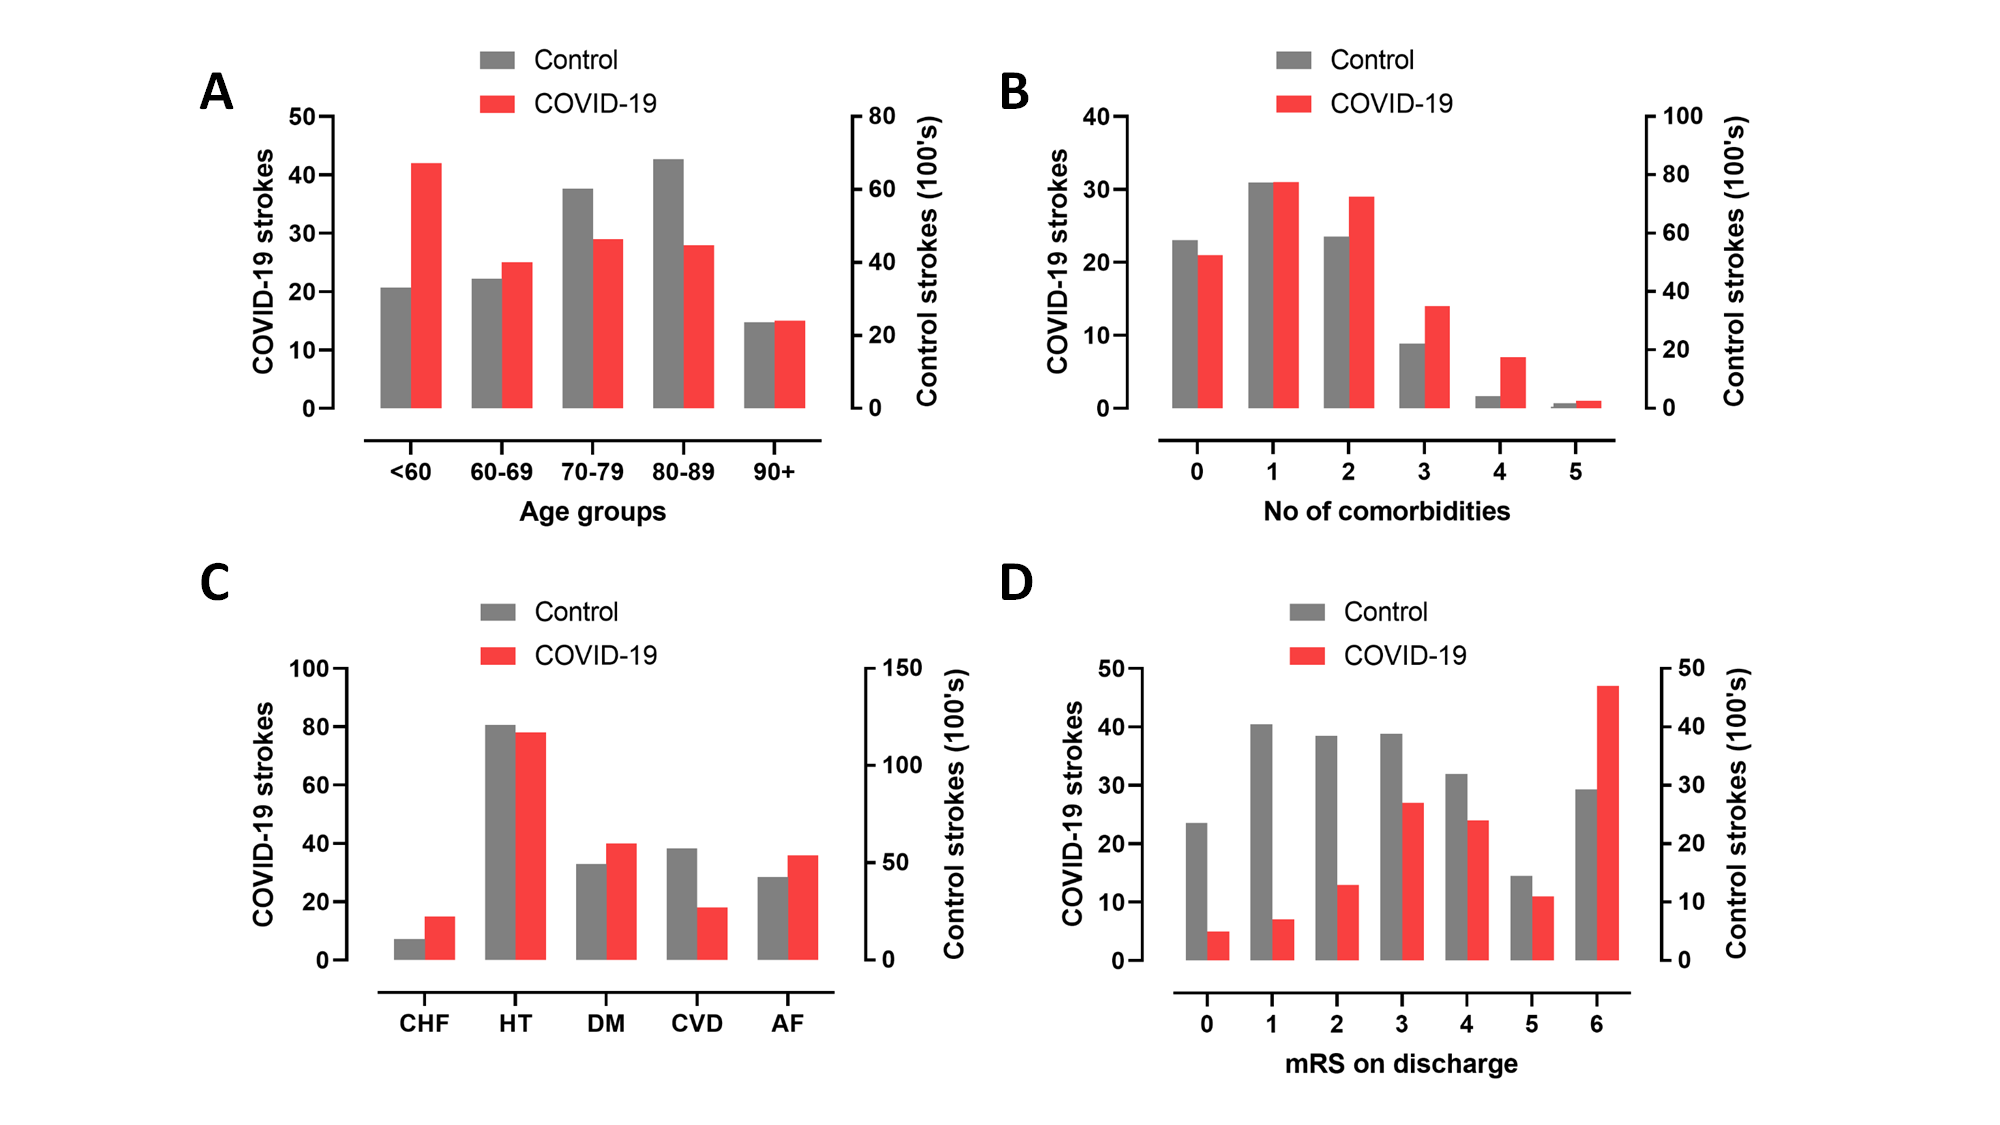 A
Control
COVID-19
COVID-19 strokes
50
40
30
20
10
0
Control strokes (100's)
80
60
40
20
0
<60 60-69 70-79 80-89 90+
Age groups
B
Control
COVID-19
COVID-19 strokes
40
30
20
10
0
Control strokes (100's)
100
80
60
40
20
0
0 1 2 3 4 5
No of comorbidities
C
Control
COVID-19
COVID-19 strokes
100
80
60
40
20
0
Control strokes (100's)
150
100
50
0
CHF HT DM CVD AF
D
Control
COVID-19
COVID-19 strokes
50
40
30
20
10
0
Control strokes (100's)
50
40
30
20
10
0
0 1 2 3 4 5 6
mRS on discharge